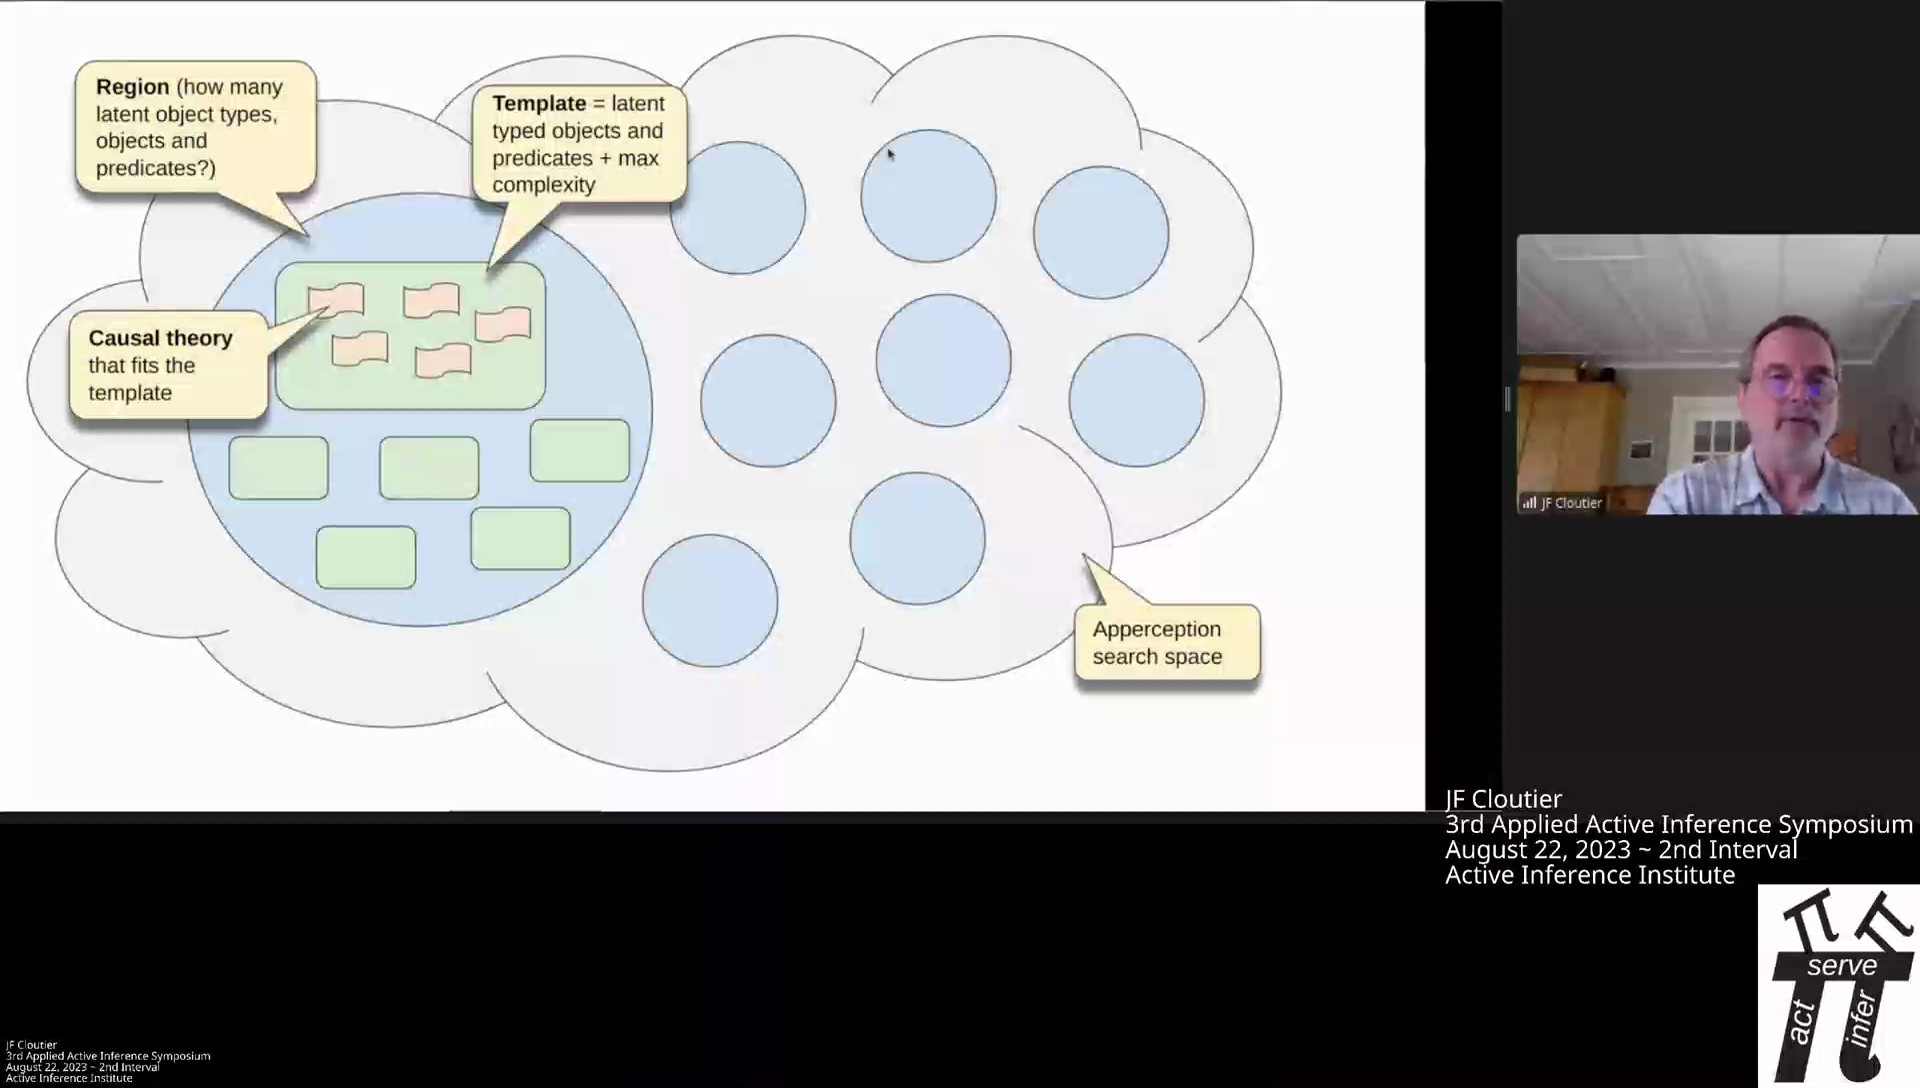 Region (how many
latent object types,
objects and
predicates?)
Template = latent
typed objects and
predicates + max
complexity
Causal theory
that fits the
template
Apperception
search space
JF Cloutier
JF Cloutier
3rd Applied Active Inference Symposium
August 22, 2023 ~ 2nd Interval
Active Inference Institute
serve
act
infer
JF Cloutier
3rd Applied Active Inference Symposium
August 22, 2023 ~ 2nd Interval
Active Inference Institute